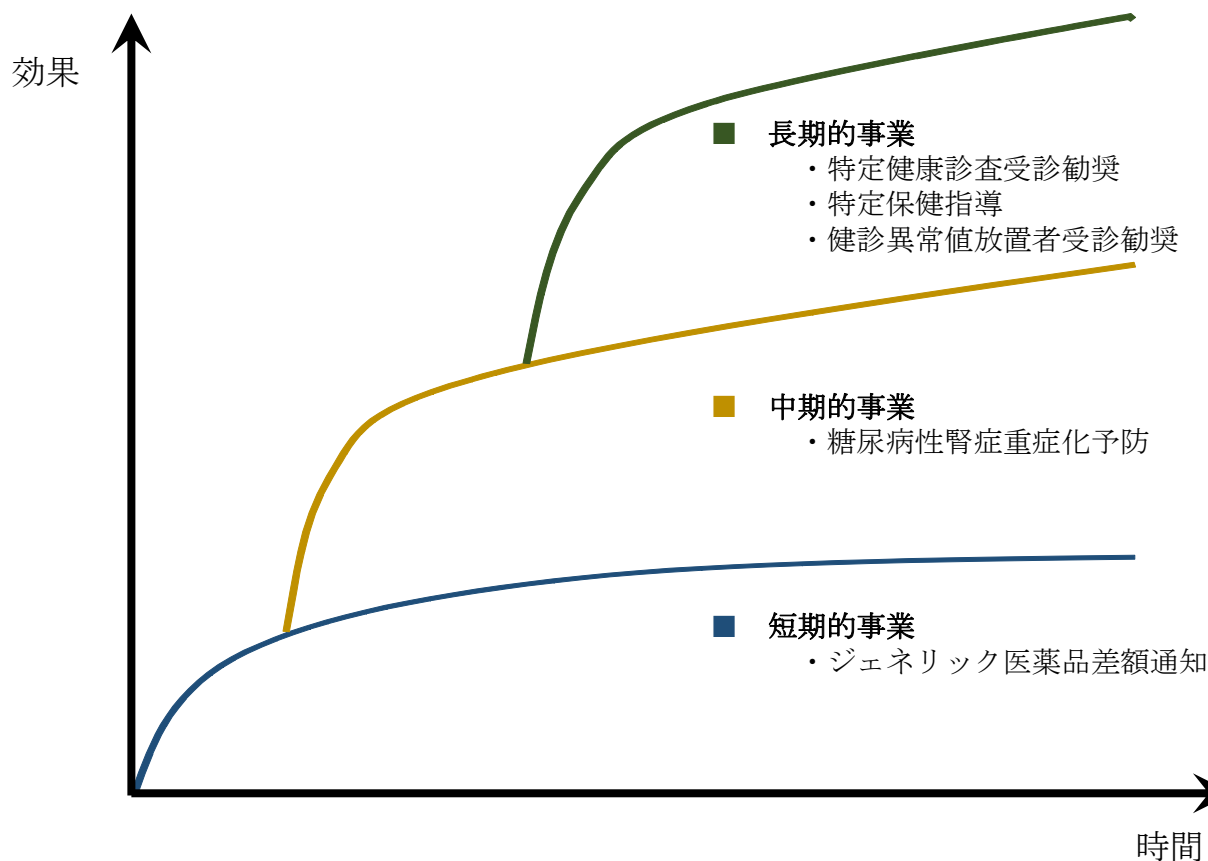 効果
■ 長期的事業
・特定健康診査受診勧奨
・特定保健指導
・健診異常値放置者受診勧奨
■ 中期的事業
・糖尿病性腎症重症化予防
■ 短期的事業
・ジェネリック医薬品差額通知
時間